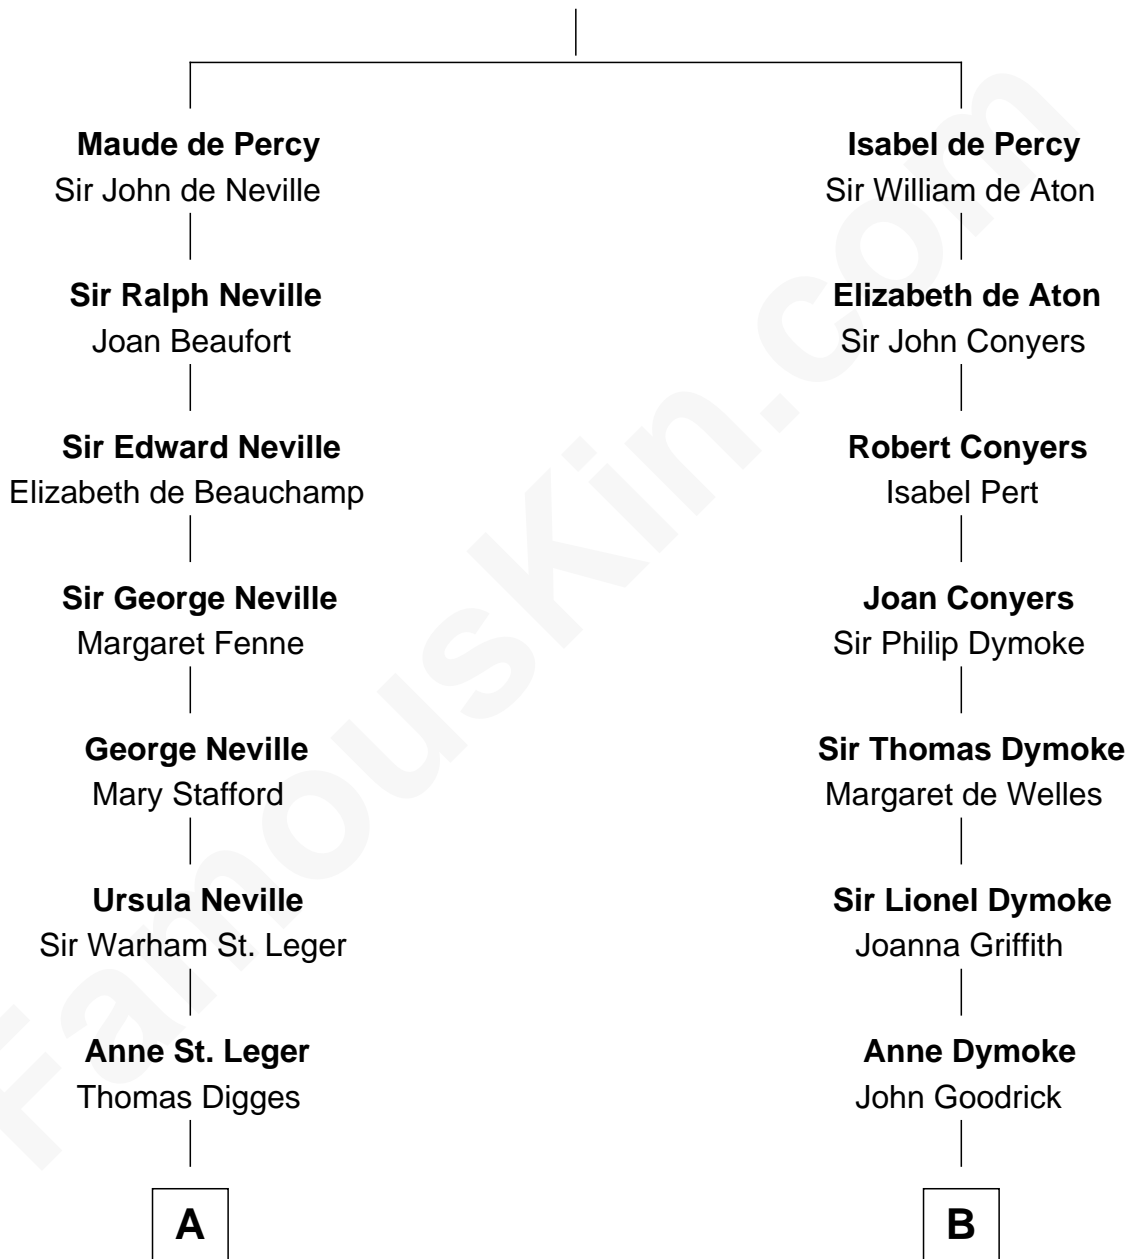 Maude de Percy
Sir John de Neville
Isabel de Percy
Sir William de Aton
Sir Ralph Neville
Joan Beaufort
Elizabeth de Aton
Sir John Conyers
Sir Edward Neville
Elizabeth de Beauchamp
Robert Conyers
Isabel Pert
Sir George Neville
Margaret Fenne
Joan Conyers
Sir Philip Dymoke
George Neville
Mary Stafford
Sir Thomas Dymoke
Margaret de Welles
Ursula Neville
Sir Warham St. Leger
Sir Lionel Dymoke
Joanna Griffith
Anne St. Leger
Thomas Digges
Anne Dymoke
John Goodrick
A
B
FamousKin.com